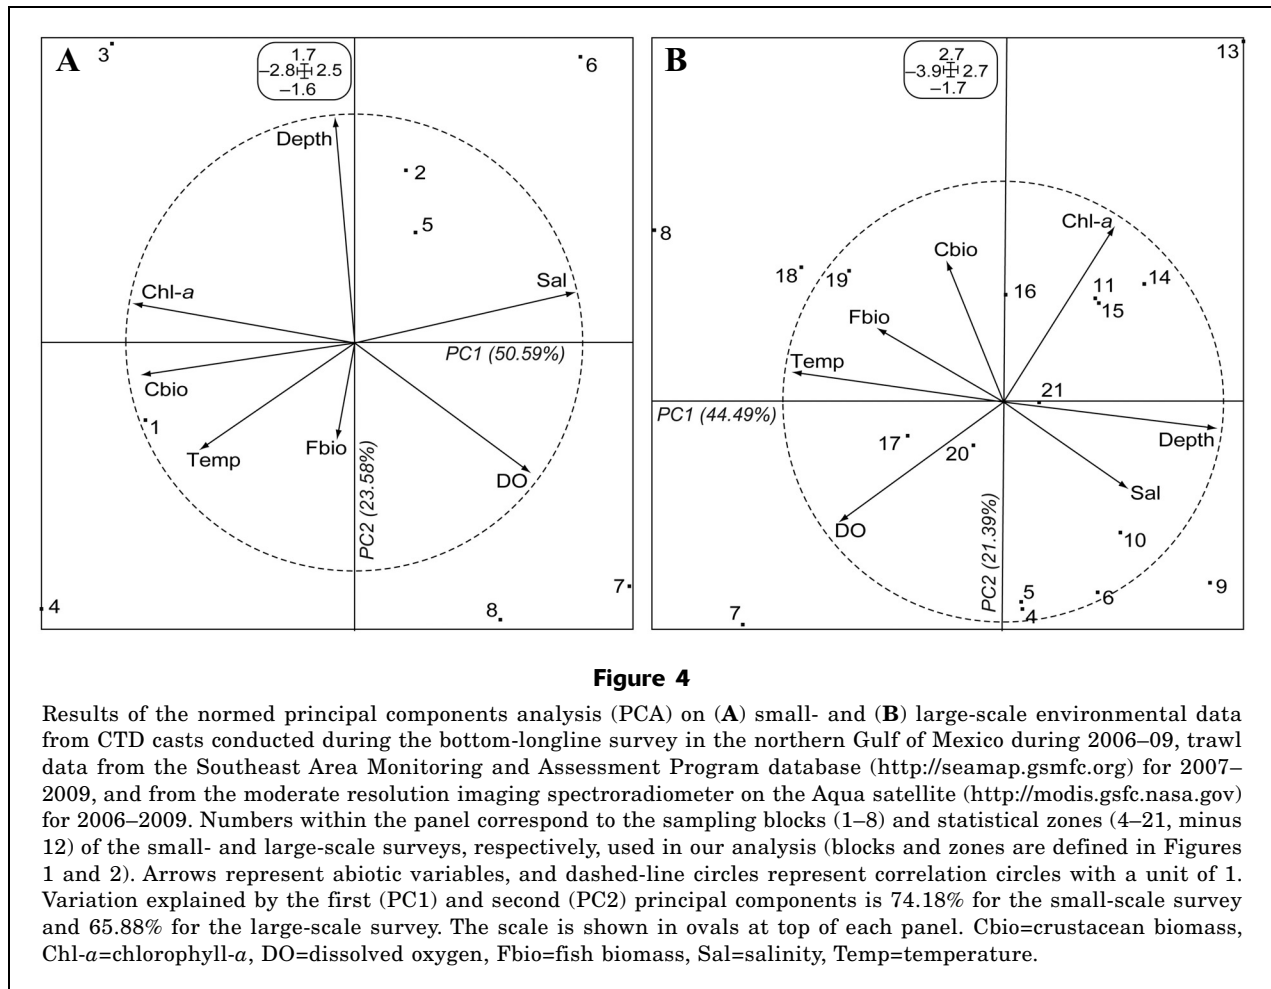 A
3
1.7
–2.8 2.5
–1.6
6
Depth
2
5
Sal
Chl-a
PC1 (50.59%)
Cbio
1
Temp
Fbio
DO
PC2 (23.58%)
4
8
7
B
2.7
–3.9 2.7
–1.7
13
8
Chl-a
Cbio
18
19
16
11
14
15
Fbio
Temp
21
PC1 (44.49%)
Depth
17
20
Sal
DO
10
PC2 (21.39%)
9
5
6
4
7
Figure 4
Results of the normed principal components analysis (PCA) on (A) small- and (B) large-scale environmental data
from CTD casts conducted during the bottom-longline survey in the northern Gulf of Mexico during 2006–09, trawl
data from the Southeast Area Monitoring and Assessment Program database (http://seamap.gsmfc.org) for 2007–
2009, and from the moderate resolution imaging spectroradiometer on the Aqua satellite (http://modis.gsfc.nasa.gov)
for 2006–2009. Numbers within the panel correspond to the sampling blocks (1–8) and statistical zones (4–21, minus
12) of the small- and large-scale surveys, respectively, used in our analysis (blocks and zones are defined in Figures
1 and 2). Arrows represent abiotic variables, and dashed-line circles represent correlation circles with a unit of 1.
Variation explained by the first (PC1) and second (PC2) principal components is 74.18% for the small-scale survey
and 65.88% for the large-scale survey. The scale is shown in ovals at top of each panel. Cbio=crustacean biomass,
Chl-a=chlorophyll-a, DO=dissolved oxygen, Fbio=fish biomass, Sal=salinity, Temp=temperature.